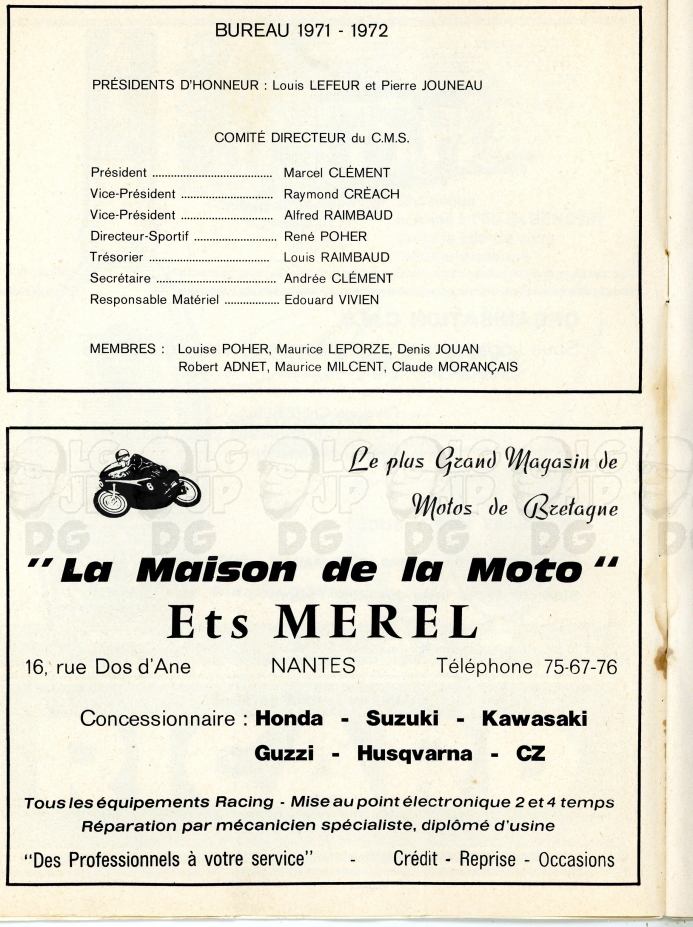 BUREAU 1971 - 1972
PRÉSIDENTS D'HONNEUR : Louis LEFEUR et Pierre JOUNEAU
COMITÉ DIRECTEUR du C.M.S.
Président ...................................... Marcel CLÉMENT
Vice-Président ............................. Raymond CRÉACH
Vice-Président ............................. Alfred RAIMBAUD
Directeur-Sportif .......................... René POHER
Trésorier ...................................... Louis RAIMBAUD
Secrétaire ...................................... Andrée CLÉMENT
Responsable Matériel ................. Edouard VIVIEN
MEMBRES : Louise POHER, Maurice LEPORZE, Denis JOUAN
Robert ADNET, Maurice MILCENT, Claude MORANÇAIS
Le plus Grand Magasin de
Motos de Bretagne
"La Maison de la Moto"
Ets MEREL
16, rue Dos d'Ane NANTES Téléphone 75-67-76
Concessionnaire : Honda - Suzuki - Kawasaki
Guzzi - Husqvarna - CZ
Tous les équipements Racing - Mise au point électronique 2 et 4 temps
Réparation par mécanicien spécialiste, diplômé d'usine
"Des Professionnels à votre service" - Crédit - Reprise - Occasions